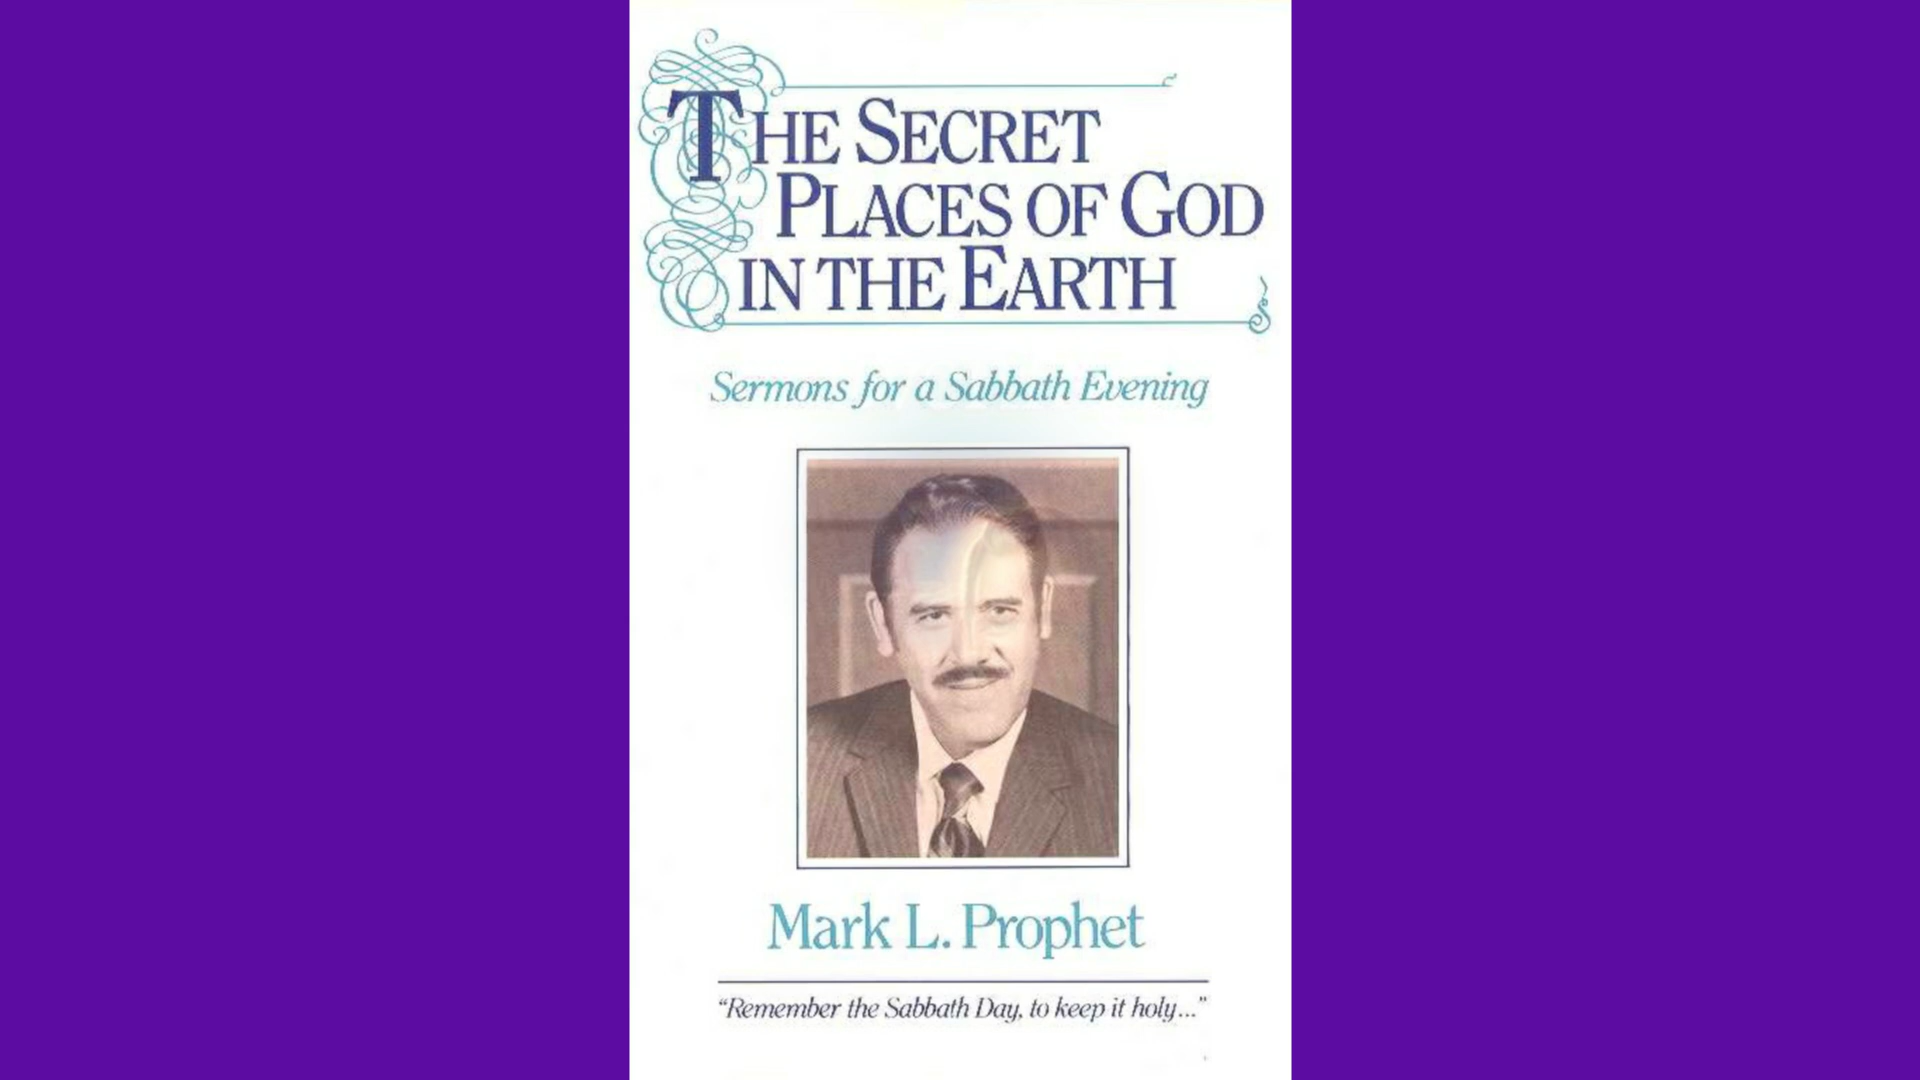 The Secret
Places of God
in the Earth
Sermons for a Sabbath Evening
Mark L. Prophet
“Remember the Sabbath Day, to keep it holy...”